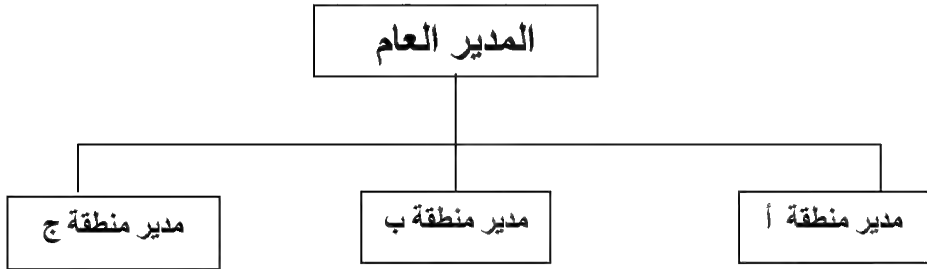 المدير العام
مدير منطقة أ
مدير منطقة ب
مدير منطقة ج